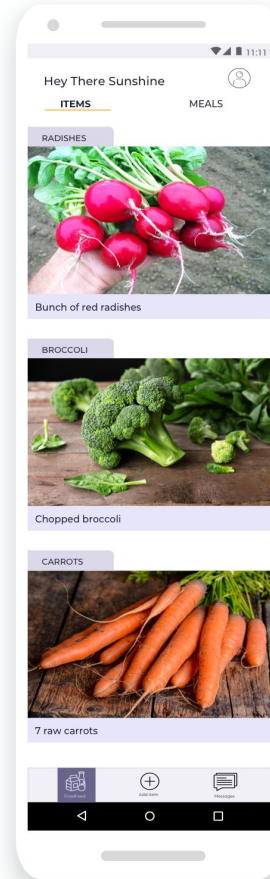 11:11
Hey There Sunshine
ITEMS
MEALS
RADISHES
Bunch of red radishes
BROCCOLI
Chopped broccoli
CARROTS
7 raw carrots
Add Item
Messages